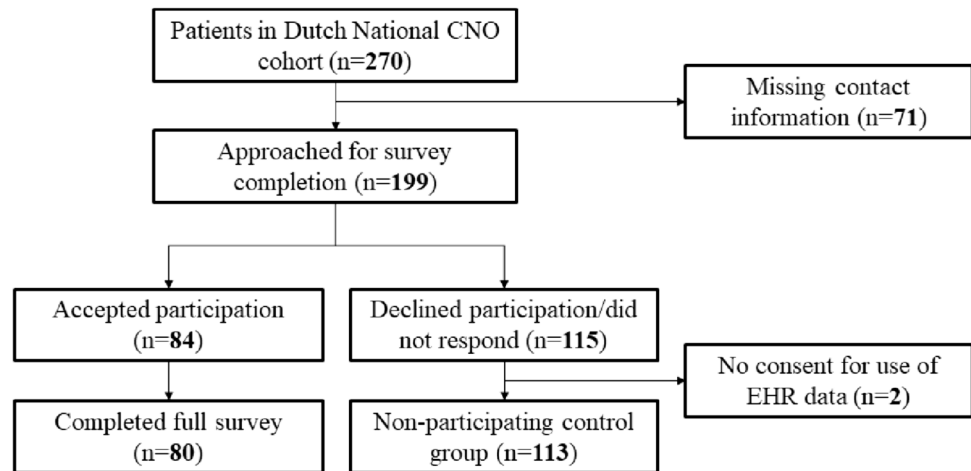 Patients in Dutch National CNO
cohort (n=270)
Missing contact
information (n=71)
Approached for survey
completion (n=199)
Accepted participation
(n=84)
Declined participation/did
not respond (n=115)
No consent for use of
EHR data (n=2)
Completed full survey
(n=80)
Non-participating control
group (n=113)